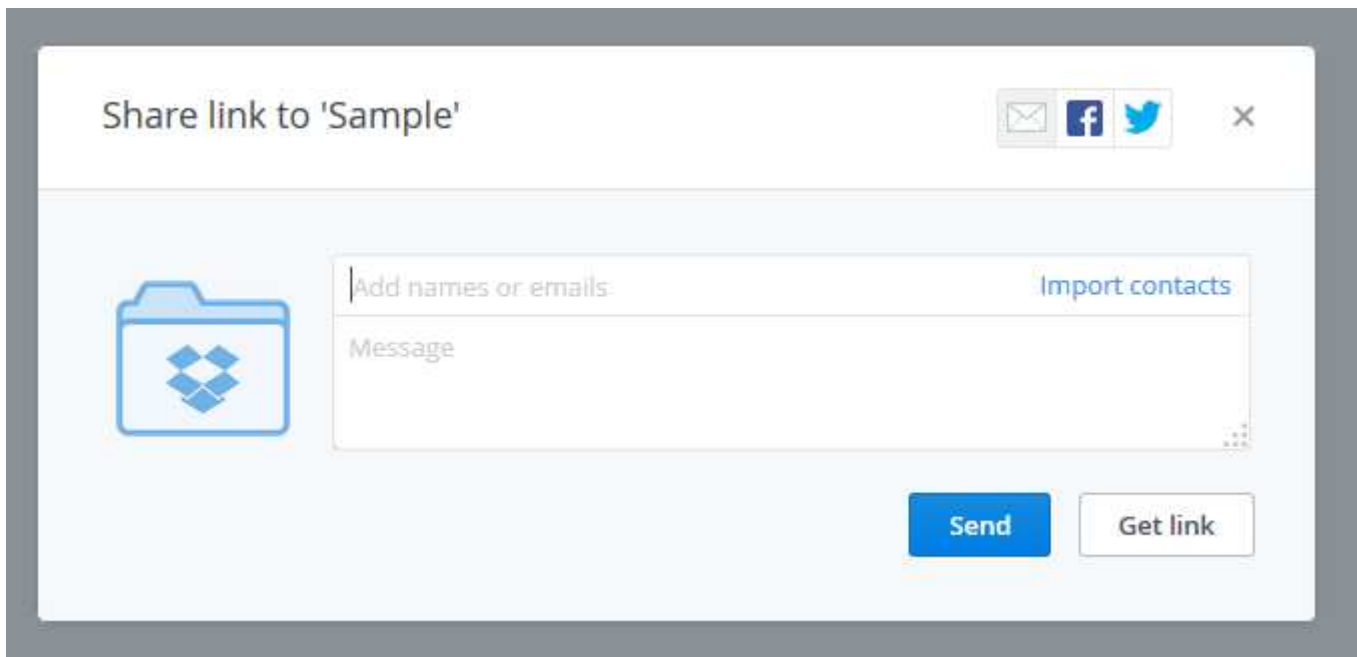 Share link to 'Sample'
Add names or emails
Import contacts
Message
Send
Get link